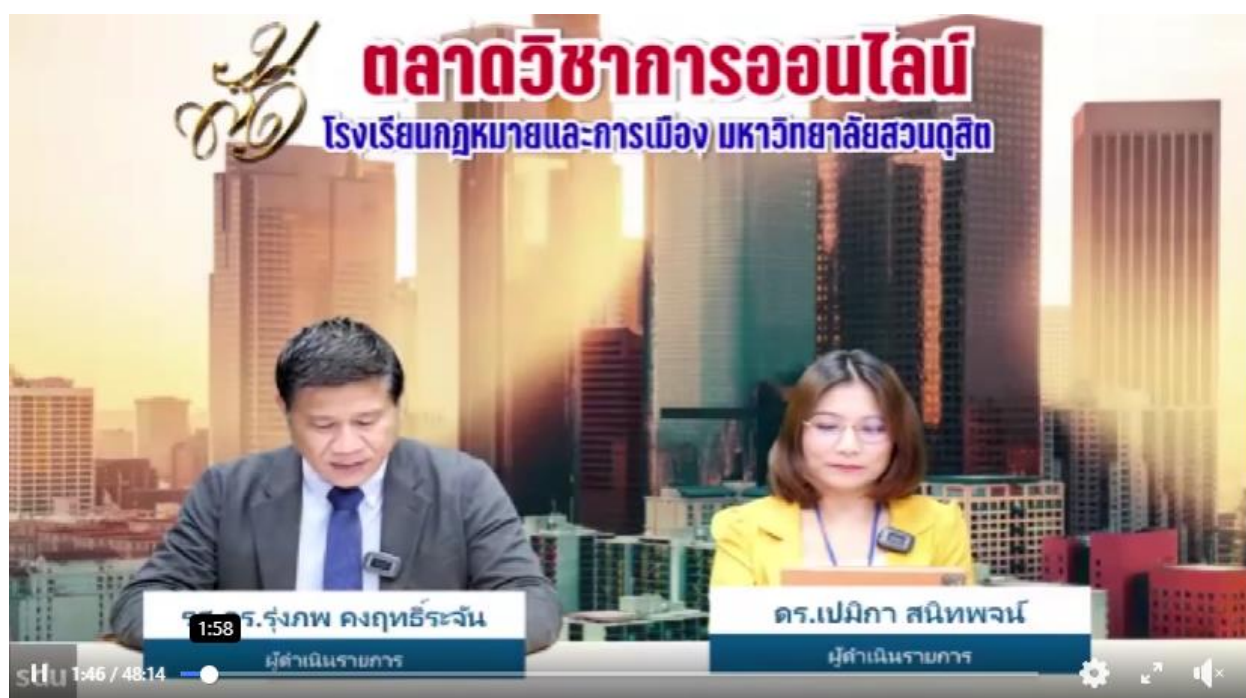 ตลาดวิชาการออนไลน์
โรงเรียนกฎหมายและการเมือง มหาวิทยาลัยสวนดุสิต
ดร.รุ่งภพ คงฤทธิ์ระจัน
ผู้ดำเนินรายการ
ดร.เปมิกา สนิทพจน์
ผู้ดำเนินรายการ
1:58
sdu
1:46 / 48:14